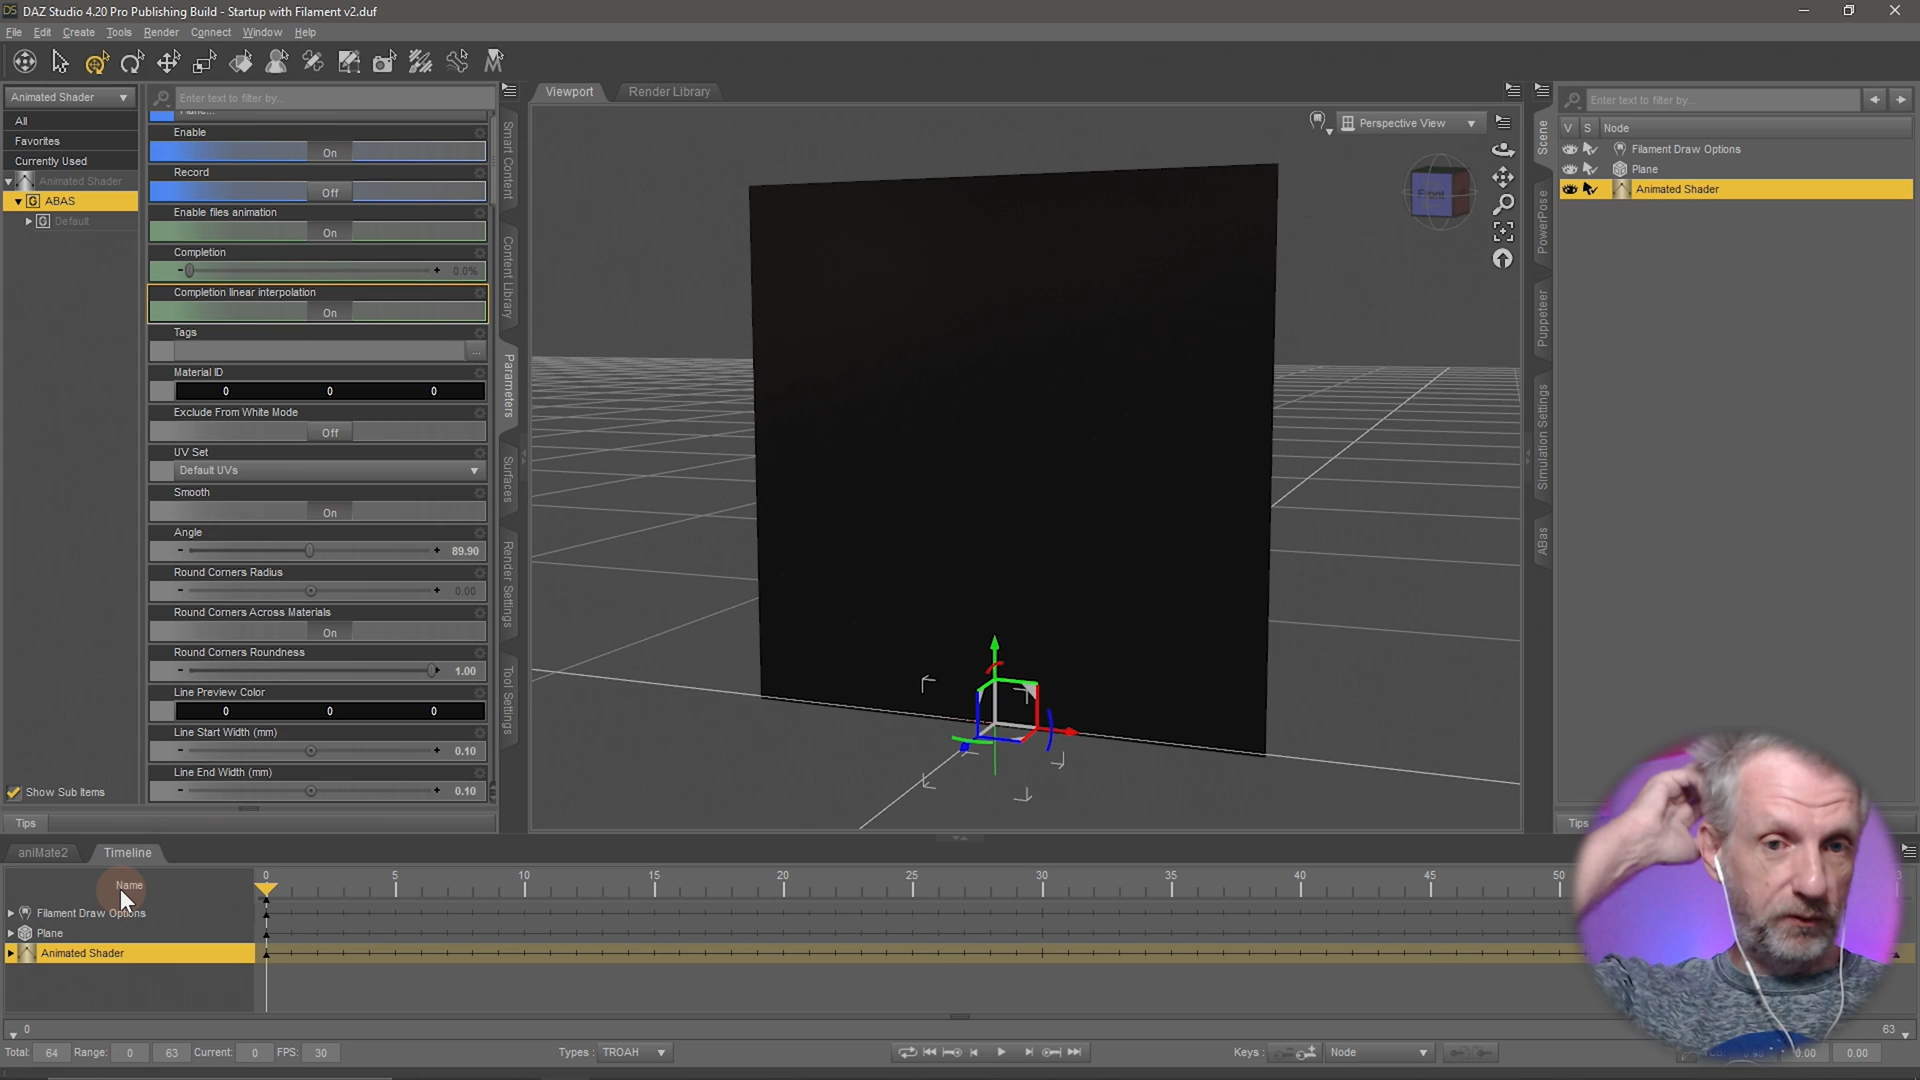 DAZ Studio 4.20 Pro Publishing Build - Startup with Filament v2.duf
File Edit Create Tools Render Connect Window Help
Animated Shader
Enter text to filter by...
Viewport
Render Library
Enter text to filter by...
All
Favorites
Currently Used
Animated Shader
ABAS
Default
Show Sub Items
Tips
Enable
On
Record
Off
Enable files animation
On
Completion
0.0%
Completion linear interpolation
On
Tags
...
Material ID
0 0 0
Exclude From White Mode
Off
UV Set
Default UVs
Smooth
On
Angle
89.90
Round Corners Radius
0.00
Round Corners Across Materials
On
Round Corners Roundness
1.00
Line Preview Color
0 0 0
Line Start Width (mm)
0.10
Line End Width (mm)
0.10
Smart Content
Content Library
Parameters
Surfaces
Render Settings
Tool Settings
Perspective View
Front
Scene
PowerPose
Puppeteer
Simulation Settings
ABas
V S Node
Filament Draw Options
Plane
Animated Shader
Tips
aniMate2
Timeline
Name
0 5 10 15 20 25 30 35 40 45 50
Filament Draw Options
Plane
Animated Shader
0
63
Total: 64 Range: 0 63 Current: 0 FPS: 30
Types : TROAH
Keys : Node
0.00 0.00